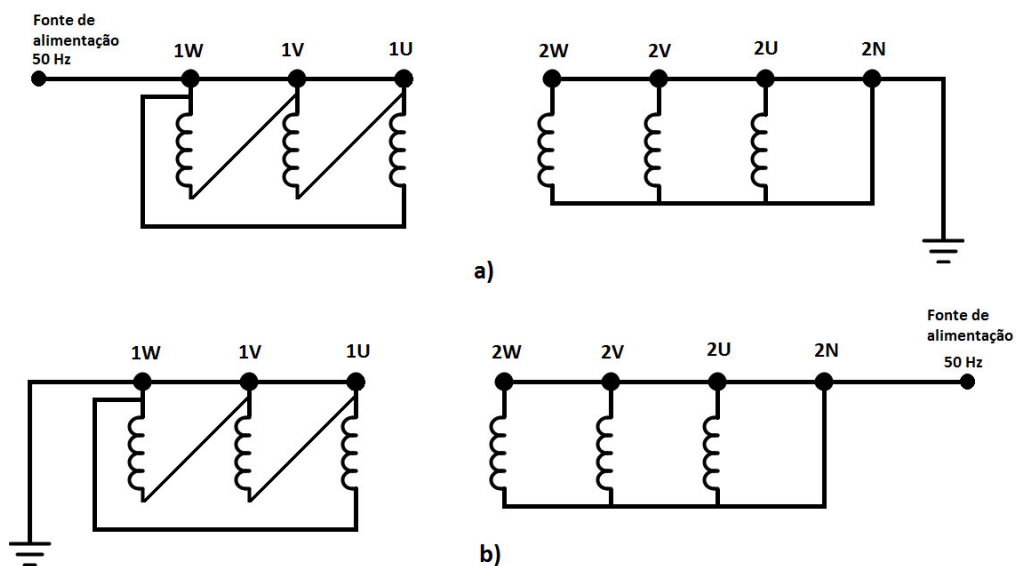 Fonte de
alimentação
50 Hz
1W 1V 1U 2W 2V 2U 2N
a)
Fonte de
alimentação
50 Hz
1W 1V 1U 2W 2V 2U 2N
b)